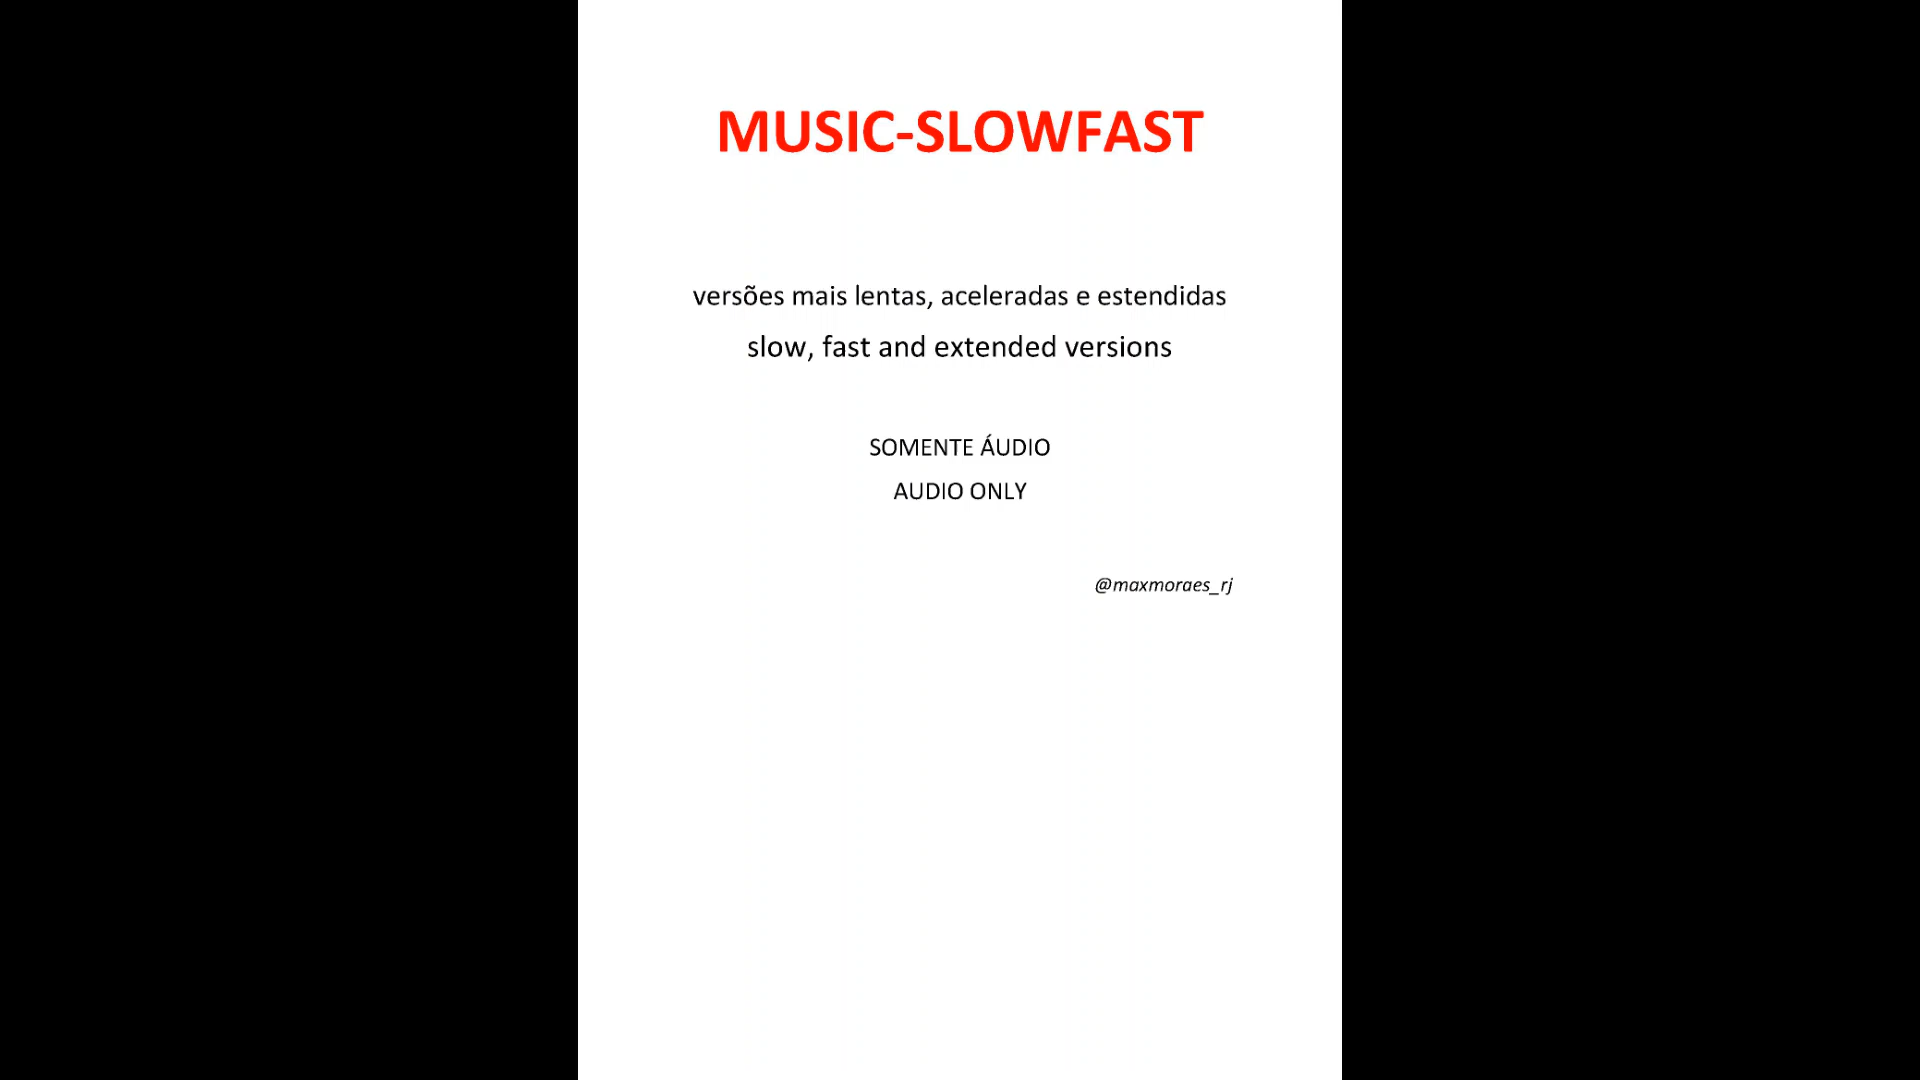 MUSIC-SLOWFAST
versões mais lentas, aceleradas e estendidas
slow, fast and extended versions
SOMENTE ÁUDIO
AUDIO ONLY
@maxmoraes_rj